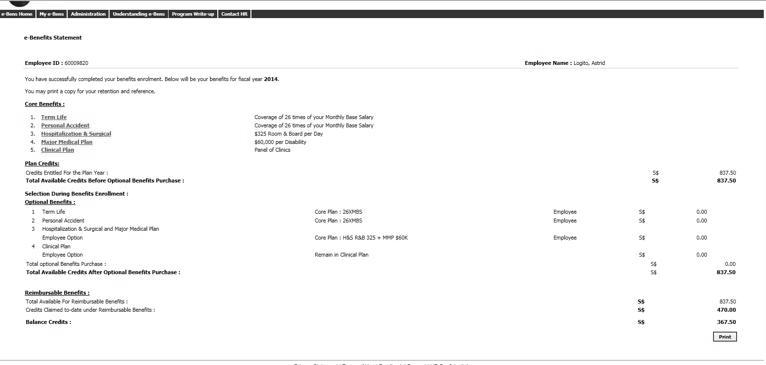 e-Bens Home | My e-Bens | Administration | Understanding e-Bens | Program Write-up | Contact HR
e-Benefits Statement
Employee ID : 60009820 Employee Name : Logito, Astrid
You have successfully completed your benefits enrolment. Below will be your benefits for fiscal year 2014.
You may print a copy for your retention and reference.
Core Benefits :
1. Term Life Coverage of 26 times of your Monthly Base Salary
2. Personal Accident Coverage of 26 times of your Monthly Base Salary
3. Hospitalization & Surgical $325 Room & Board per Day
4. Major Medical Plan $60,000 per Disability
5. Clinical Plan Panel of Clinics
Plan Credits:
Credits Entitled For the Plan Year : S$ 837.50
Total Available Credits Before Optional Benefits Purchase : S$ 837.50
Selection During Benefits Enrollment :
Optional Benefits :
1 Term Life Core Plan : 26XMBS Employee S$ 0.00
2 Personal Accident Core Plan : 26XMBS Employee S$ 0.00
3 Hospitalization & Surgical and Major Medical Plan
Employee Option Core Plan : H&S R&B 325 + MMP $60K Employee S$ 0.00
4 Clinical Plan
Employee Option Remain in Clinical Plan S$ 0.00
Total optional Benefits Purchase : S$ 0.00
Total Available Credits After Optional Benefits Purchase : S$ 837.50
Reimbursable Benefits :
Total Available For Reimbursable Benefits : S$ 837.50
Credits Claimed to-date under Reimbursable Benefits : S$ 470.00
Balance Credits : S$ 367.50
Print